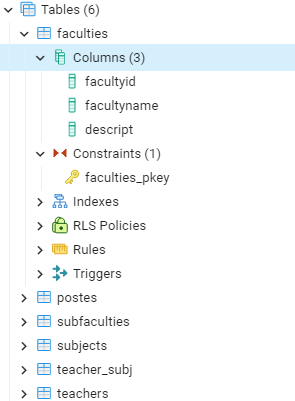 Tables (6)
faculties
Columns (3)
facultyid
facultyname
descript
Constraints (1)
faculties_pkey
Indexes
RLS Policies
Rules
Triggers
postes
subfaculties
subjects
teacher_subj
teachers